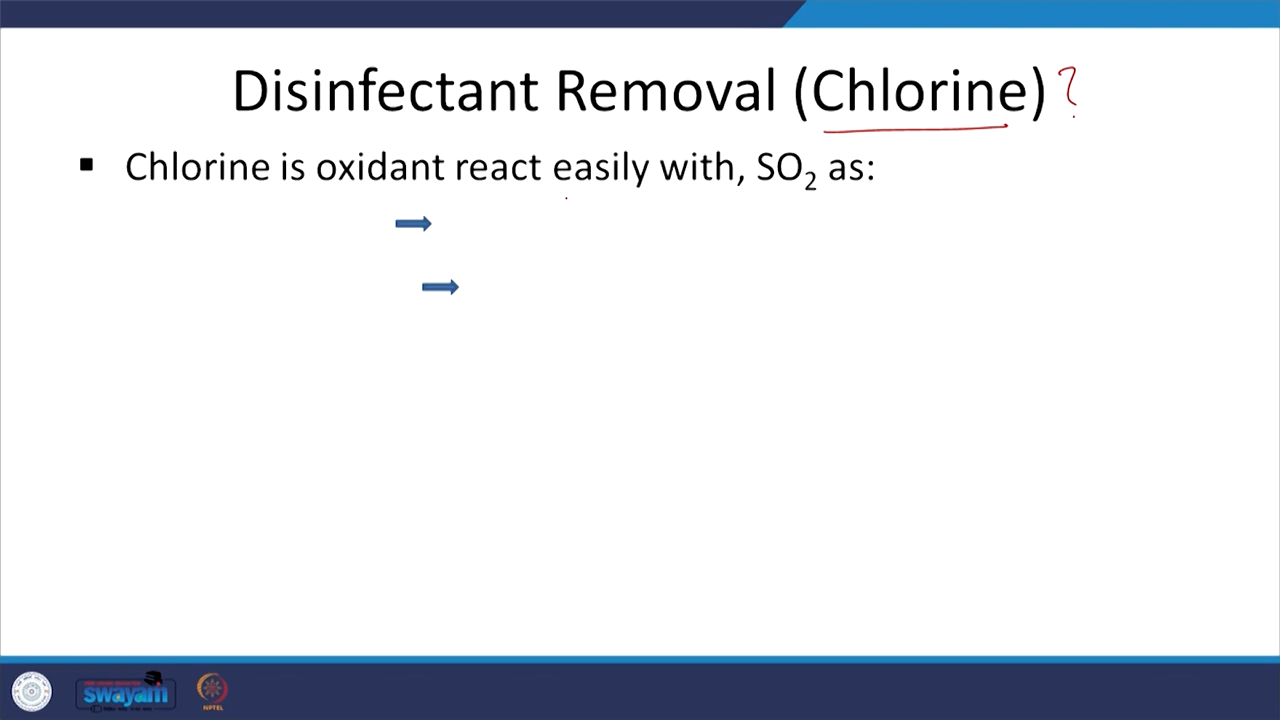 Disinfectant Removal (Chlorine) ?
▪ Chlorine is oxidant react easily with, SO₂ as:
swayam
NPTEL